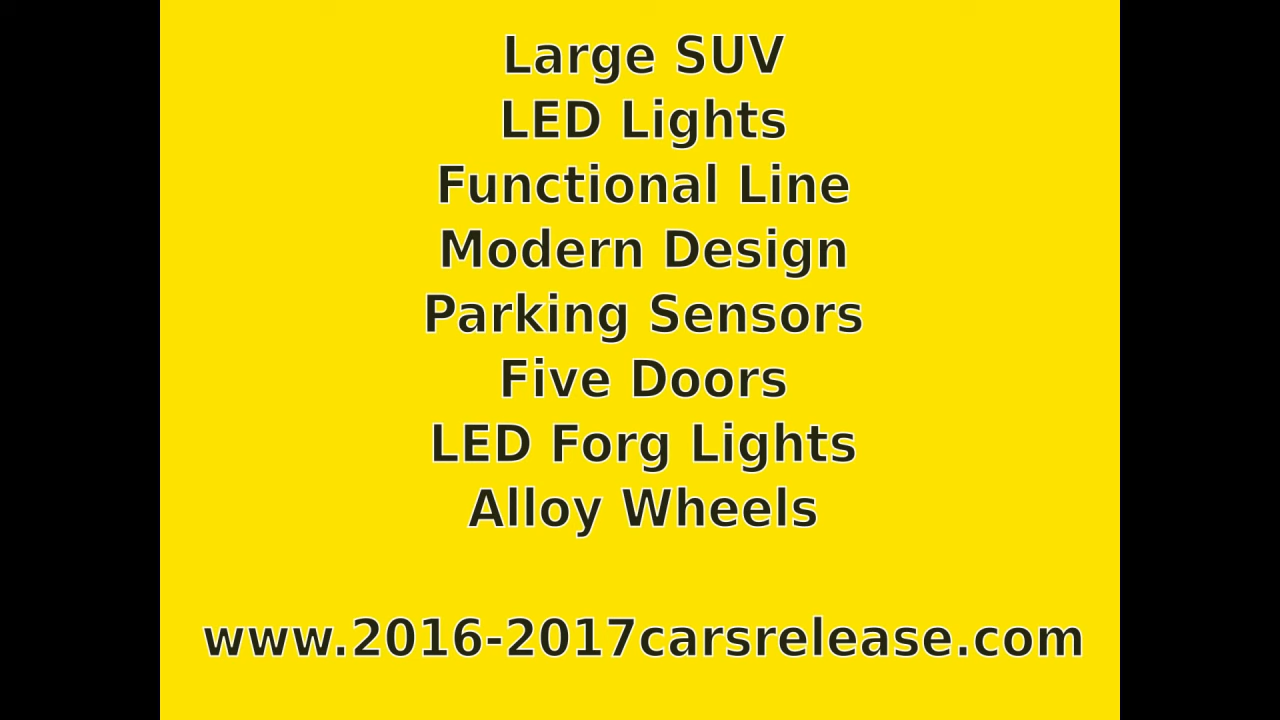 Large SUV
LED Lights
Functional Line
Modern Design
Parking Sensors
Five Doors
LED Forg Lights
Alloy Wheels
www.2016-2017carsrelease.com